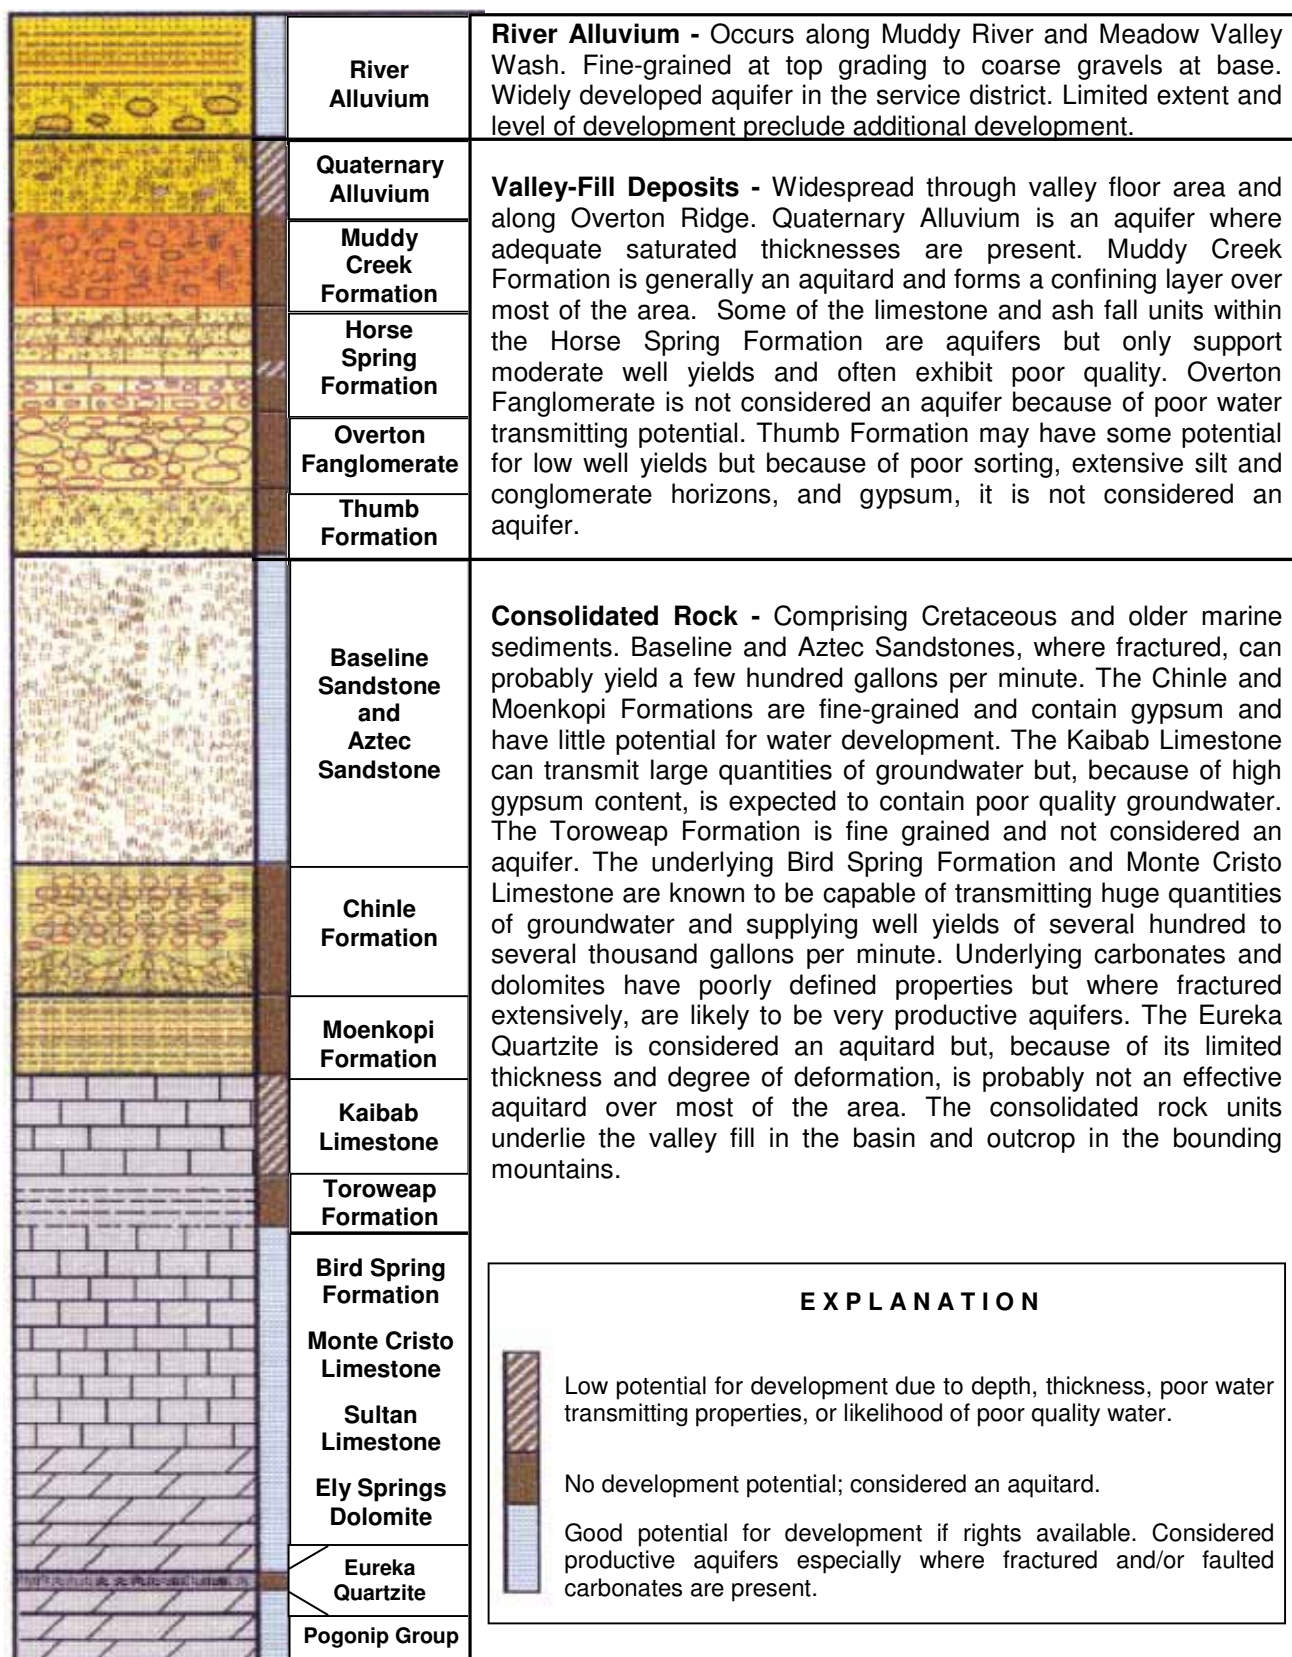 River
Alluvium
River Alluvium - Occurs along Muddy River and Meadow Valley
Wash. Fine-grained at top grading to coarse gravels at base.
Widely developed aquifer in the service district. Limited extent and
level of development preclude additional development.
Quaternary
Alluvium
Muddy
Creek
Formation
Horse
Spring
Formation
Overton
Fanglomerate
Thumb
Formation
Valley-Fill Deposits - Widespread through valley floor area and
along Overton Ridge. Quaternary Alluvium is an aquifer where
adequate saturated thicknesses are present. Muddy Creek
Formation is generally an aquitard and forms a confining layer over
most of the area. Some of the limestone and ash fall units within
the Horse Spring Formation are aquifers but only support
moderate well yields and often exhibit poor quality. Overton
Fanglomerate is not considered an aquifer because of poor water
transmitting potential. Thumb Formation may have some potential
for low well yields but because of poor sorting, extensive silt and
conglomerate horizons, and gypsum, it is not considered an
aquifer.
Baseline
Sandstone
and
Aztec
Sandstone
Chinle
Formation
Moenkopi
Formation
Kaibab
Limestone
Toroweap
Formation
Bird Spring
Formation
Monte Cristo
Limestone
Sultan
Limestone
Ely Springs
Dolomite
Eureka
Quartzite
Pogonip Group
Consolidated Rock - Comprising Cretaceous and older marine
sediments. Baseline and Aztec Sandstones, where fractured, can
probably yield a few hundred gallons per minute. The Chinle and
Moenkopi Formations are fine-grained and contain gypsum and
have little potential for water development. The Kaibab Limestone
can transmit large quantities of groundwater but, because of high
gypsum content, is expected to contain poor quality groundwater.
The Toroweap Formation is fine grained and not considered an
aquifer. The underlying Bird Spring Formation and Monte Cristo
Limestone are known to be capable of transmitting huge quantities
of groundwater and supplying well yields of several hundred to
several thousand gallons per minute. Underlying carbonates and
dolomites have poorly defined properties but where fractured
extensively, are likely to be very productive aquifers. The Eureka
Quartzite is considered an aquitard but, because of its limited
thickness and degree of deformation, is probably not an effective
aquitard over most of the area. The consolidated rock units
underlie the valley fill in the basin and outcrop in the bounding
mountains.
EXPLANATION
Low potential for development due to depth, thickness, poor water
transmitting properties, or likelihood of poor quality water.
No development potential; considered an aquitard.
Good potential for development if rights available. Considered
productive aquifers especially where fractured and/or faulted
carbonates are present.